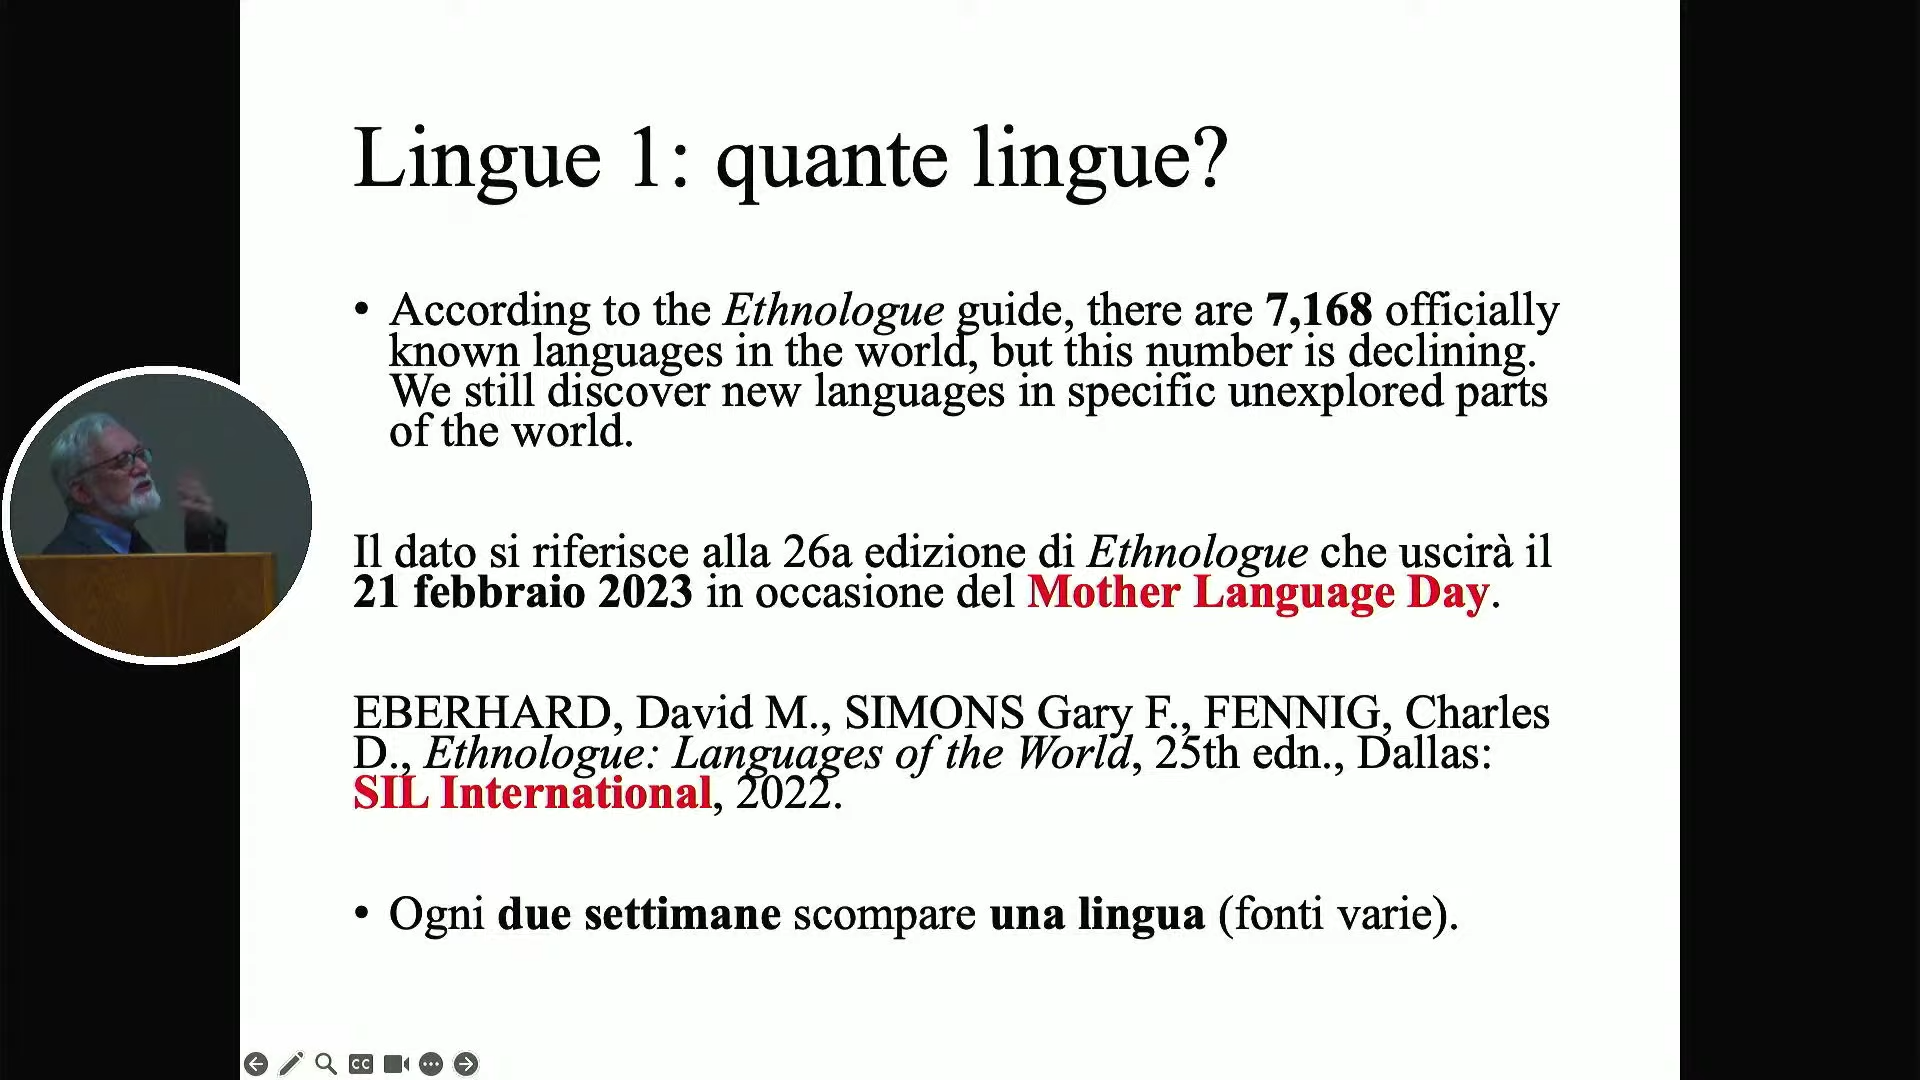 Lingue 1: quante lingue?
• According to the Ethnologue guide, there are 7,168 officially
known languages in the world, but this number is declining.
We still discover new languages in specific unexplored parts
of the world.
Il dato si riferisce alla 26a edizione di Ethnologue che uscirà il
21 febbraio 2023 in occasione del Mother Language Day.
EBERHARD, David M., SIMONS Gary F., FENNIG, Charles
D., Ethnologue: Languages of the World, 25th edn., Dallas:
SIL International, 2022.
• Ogni due settimane scompare una lingua (fonti varie).
CC